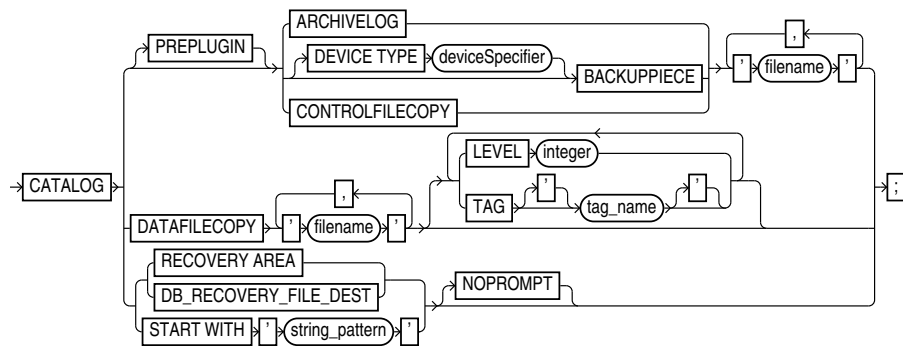 ARCHIVELOG
,
PREPLUGIN
DEVICE TYPE deviceSpecifier
BACKUPPIECE
' filename '
CONTROLFILECOPY
LEVEL integer
CATALOG
;
,
TAG ' tag_name '
DATAFILECOPY ' filename '
RECOVERY AREA
NOPROMPT
DB_RECOVERY_FILE_DEST
START WITH ' string_pattern '